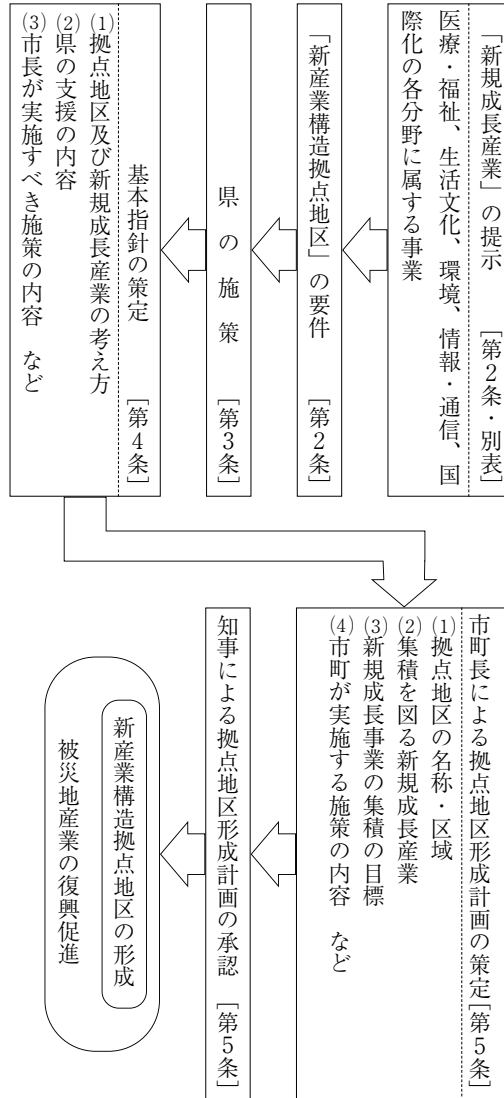 「新規成長産業」の提示 [第2条・別表]
医療・福祉、生活文化、環境、情報・通信、国
際化の各分野に属する事業
「新産業構造拠点地区」の要件 [第2条]
県の施策 [第3条]
基本指針の策定 [第4条]
(1)拠点地区及び新規成長産業の考え方
(2)県の支援の内容
(3)市長が実施すべき施策の内容 など
市町長による拠点地区形成計画の策定[第5条]
(1)拠点地区の名称・区域
(2)集積を図る新規成長産業
(3)新規成長事業の集積の目標
(4)市町が実施する施策の内容 など
知事による拠点地区形成計画の承認 [第5条]
新産業構造拠点地区の形成
被災地産業の復興促進